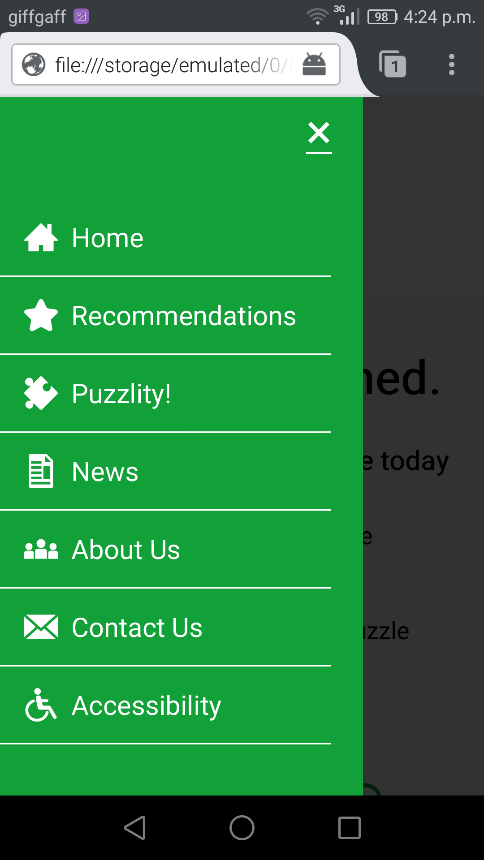 giffgaff 3G 98 4:24 p.m.
file:///storage/emulated/0/ 1
Home
Recommendations
ned.
Puzzlity!
e today
News
e
About Us
Contact Us
uzzle
Accessibility